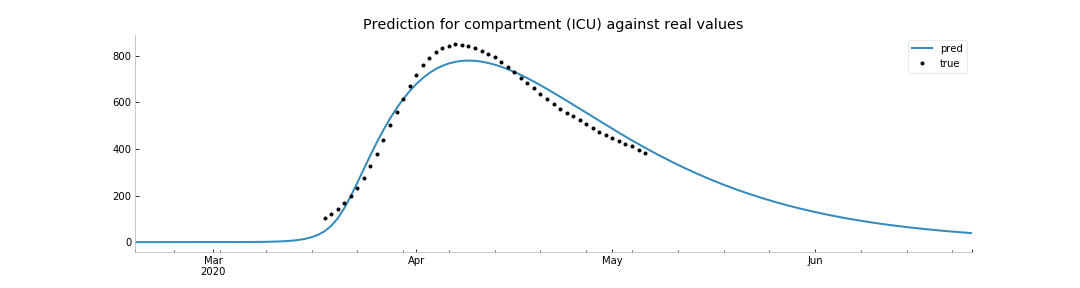 Prediction for compartment (ICU) against real values
800
600
400
200
0
pred
true
Mar
2020
Apr
May
Jun